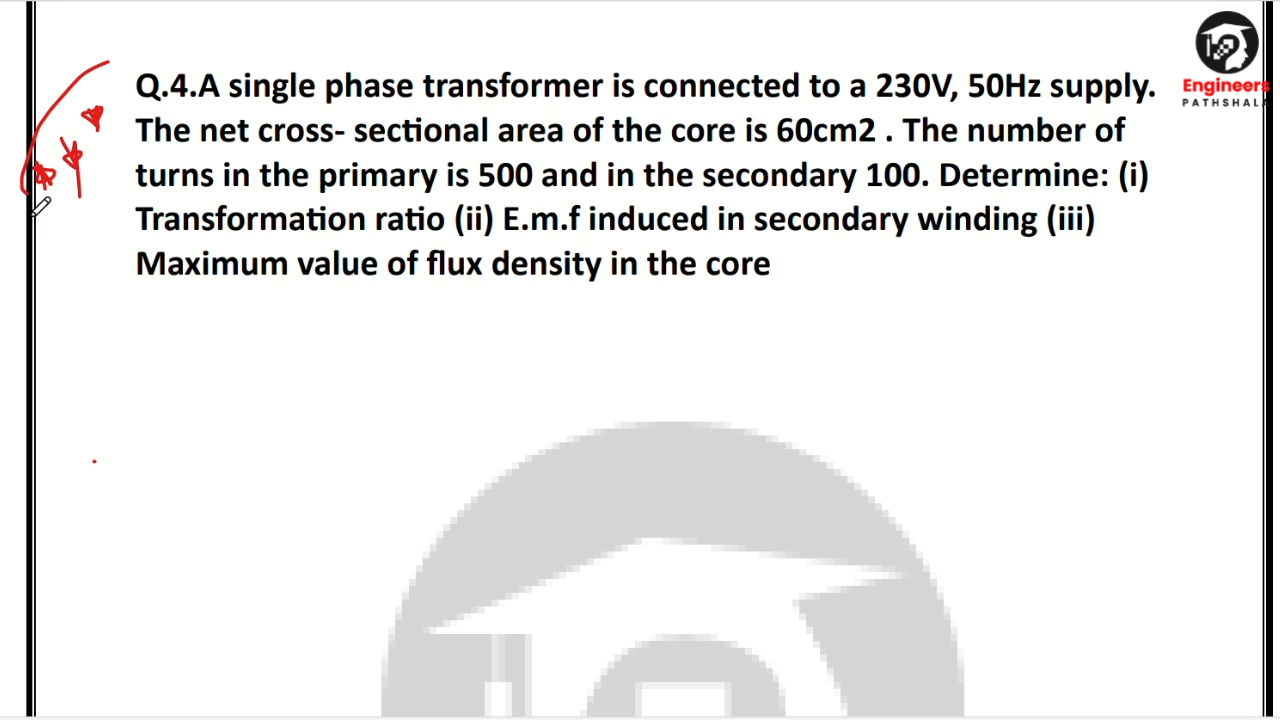 Engineers
PATHSHALA
Q.4.A single phase transformer is connected to a 230V, 50Hz supply.
The net cross- sectional area of the core is 60cm2 . The number of
turns in the primary is 500 and in the secondary 100. Determine: (i)
Transformation ratio (ii) E.m.f induced in secondary winding (iii)
Maximum value of flux density in the core